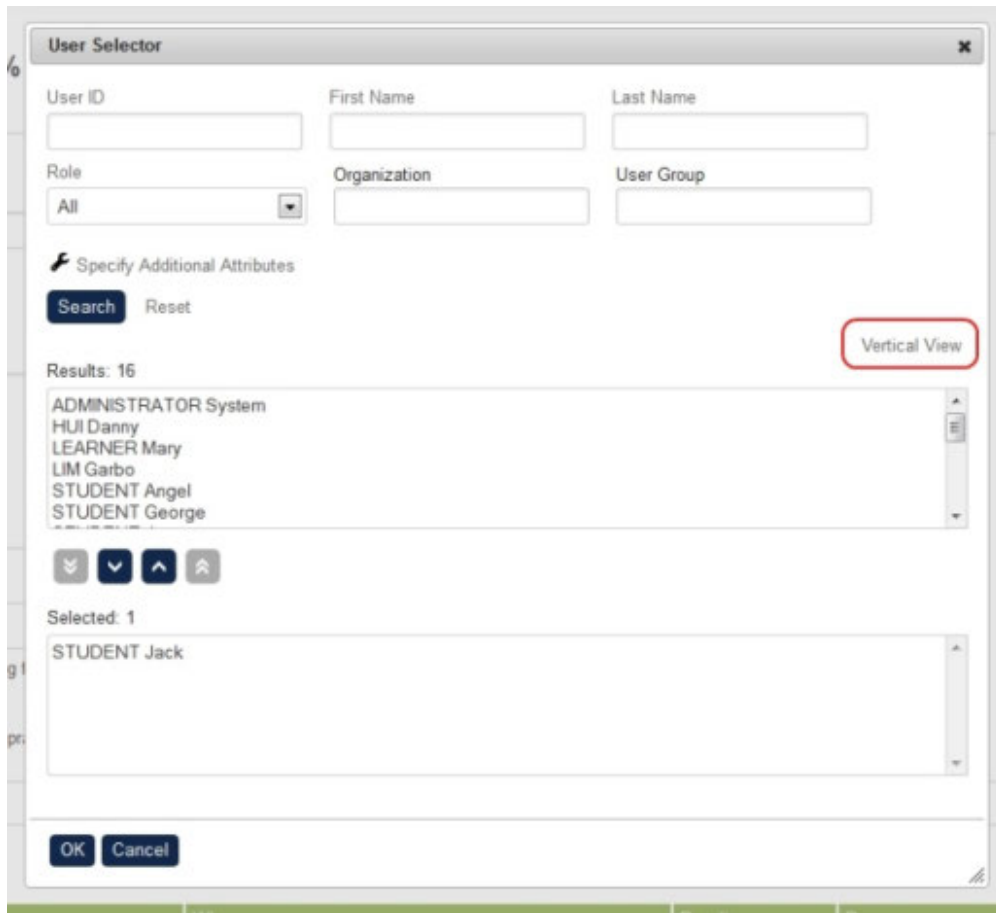 User Selector
User ID First Name Last Name
Role Organization User Group
All
Specify Additional Attributes
Search Reset
Vertical View
Results: 16
ADMINISTRATOR System
HUI Danny
LEARNER Mary
LIM Garbo
STUDENT Angel
STUDENT George
Selected: 1
STUDENT Jack
OK Cancel